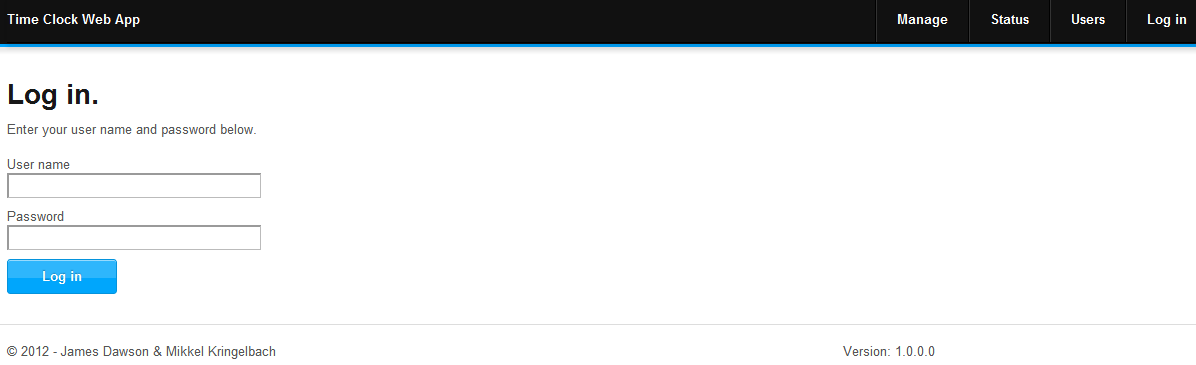 Time Clock Web App Manage Status Users Log in
Log in.
Enter your user name and password below.
User name
Password
Log in
© 2012 - James Dawson & Mikkel Kringelbach Version: 1.0.0.0